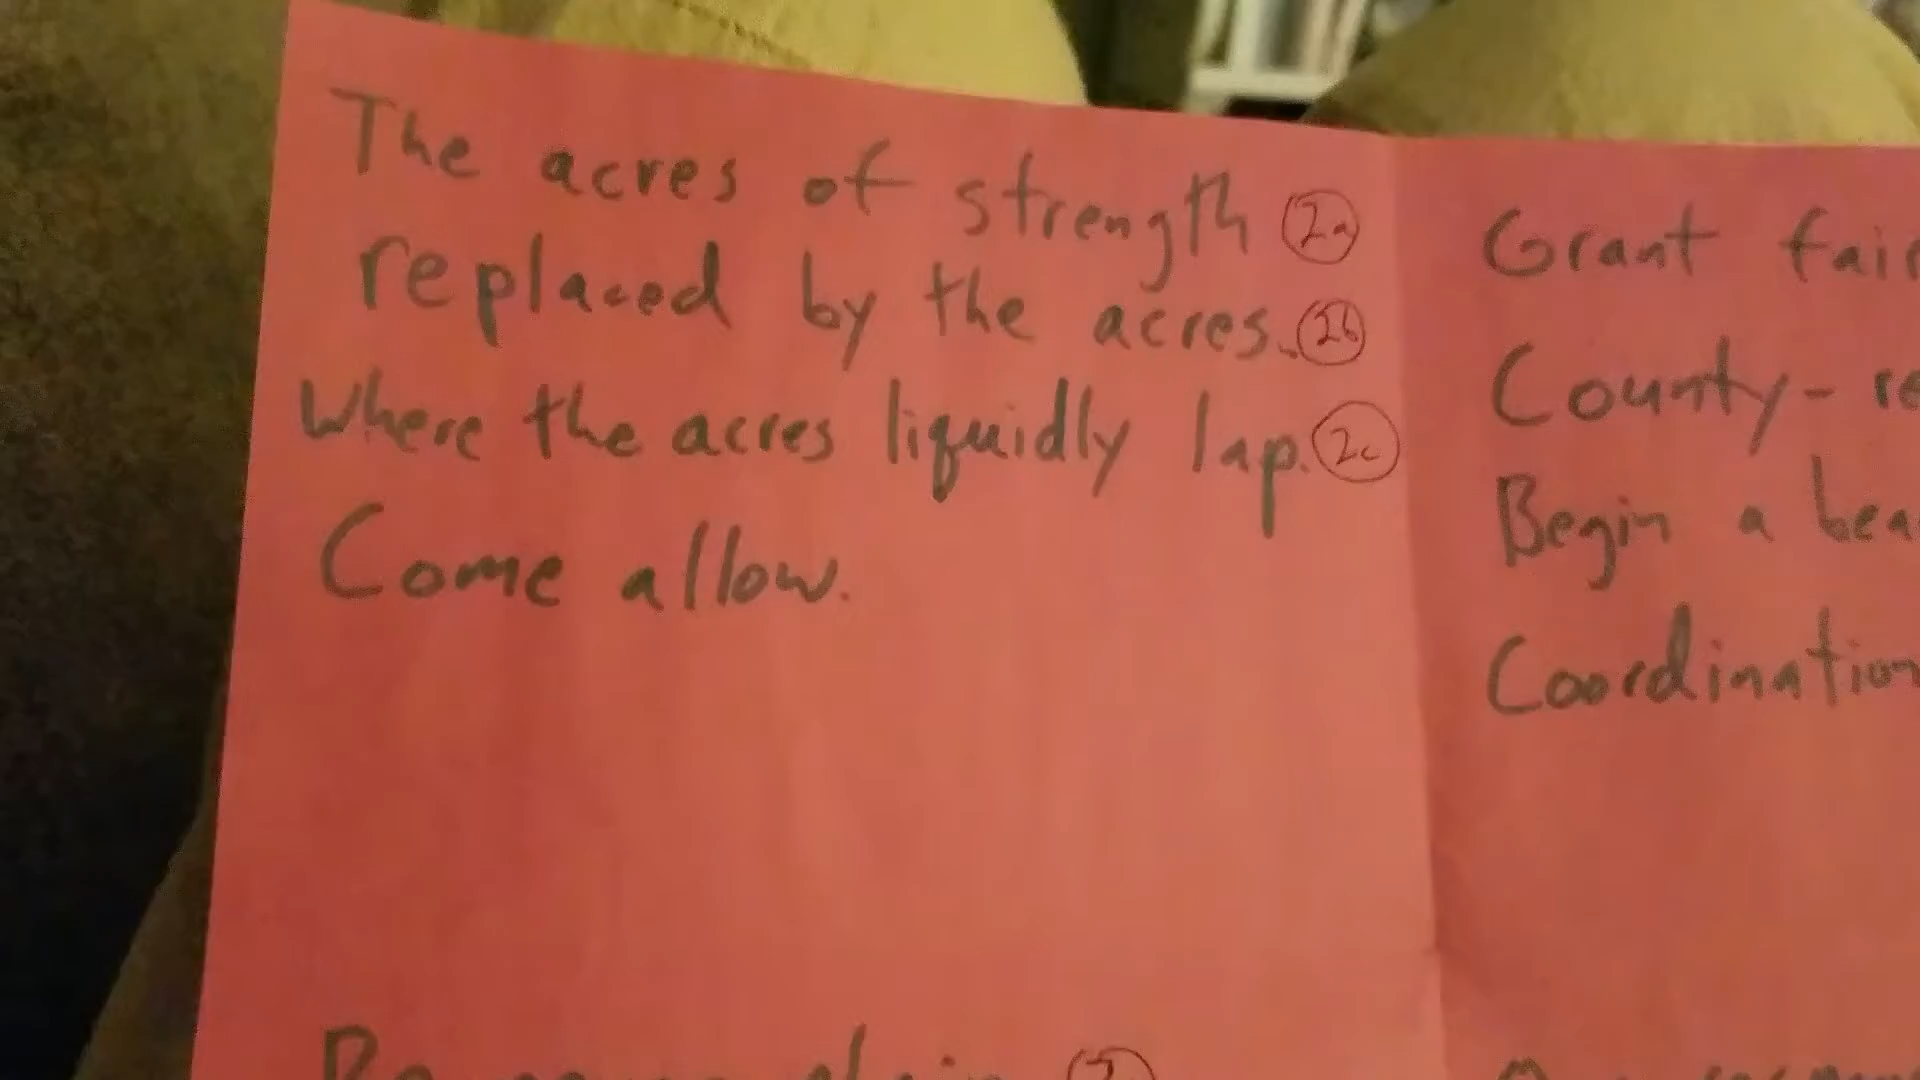 The acres of strength 2a
replaced by the acres. 2b
Where the acres liquidly lap. 2c
Come allow.
Grant
County-
Begin a
Coordination